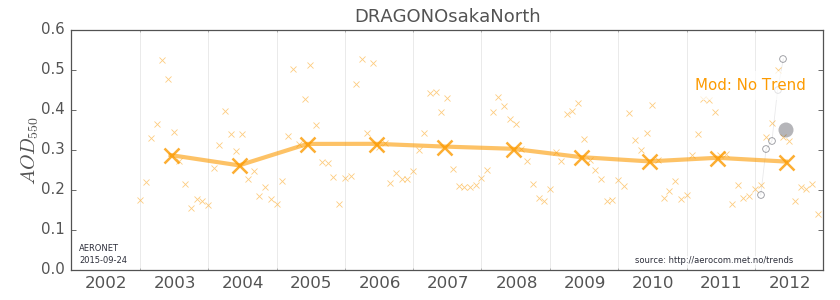 DRAGONOsakaNorth
0.6
0.5
0.4
0.3
0.2
0.1
0.0
AOD550
Mod: No Trend
AERONET
2015-09-24
source: http://aerocom.met.no/trends
2002 2003 2004 2005 2006 2007 2008 2009 2010 2011 2012